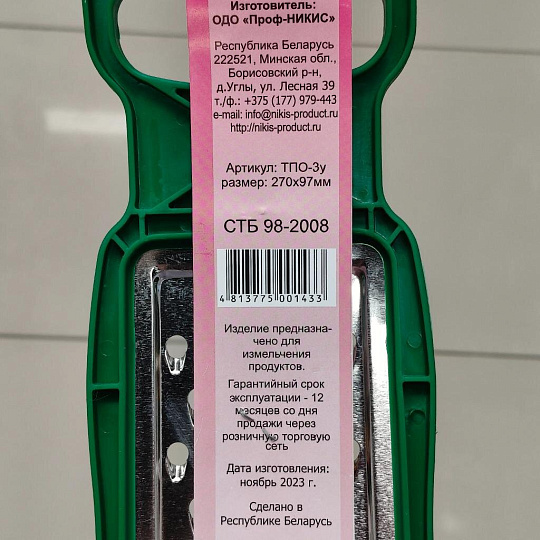 Изготовитель:
ОДО «Проф-НИКИС»
Республика Беларусь
222521, Минская обл.,
Борисовский р-н,
д.Углы, ул. Лесная 39
т./ф.: +375 (177) 979-443
e-mail: info@nikis-product.ru
http://nikis-product.ru
Артикул: ТПО-3у
размер: 270х97мм
СТБ 98-2008
4 813775 001433
Изделие предназна-
чено для
измельчения
продуктов.
Гарантийный срок
эксплуатации - 12
месяцев со дня
продажи через
розничную торговую
сеть
Дата изготовления:
ноябрь 2023 г.
Сделано в
Республике Беларусь